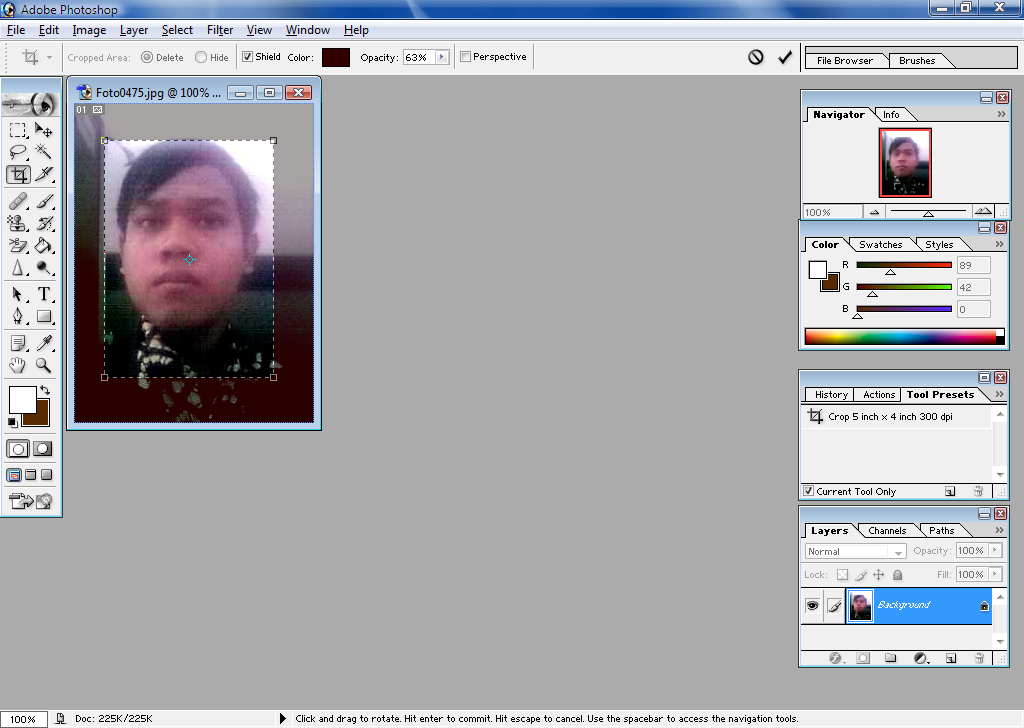 Adobe Photoshop
File Edit Image Layer Select Filter View Window Help
Cropped Area: Delete Hide Shield Color: Opacity: 63% Perspective
File Browser Brushes
Foto0475.jpg @ 100% ...
01
Navigator Info
100%
Color Swatches Styles
R 89
G 42
B 0
History Actions Tool Presets
Crop 5 inch x 4 inch 300 dpi
Current Tool Only
Layers Channels Paths
Normal Opacity: 100%
Lock: Fill: 100%
Background
100% Doc: 225K/225K Click and drag to rotate. Hit enter to commit. Hit escape to cancel. Use the spacebar to access the navigation tools.